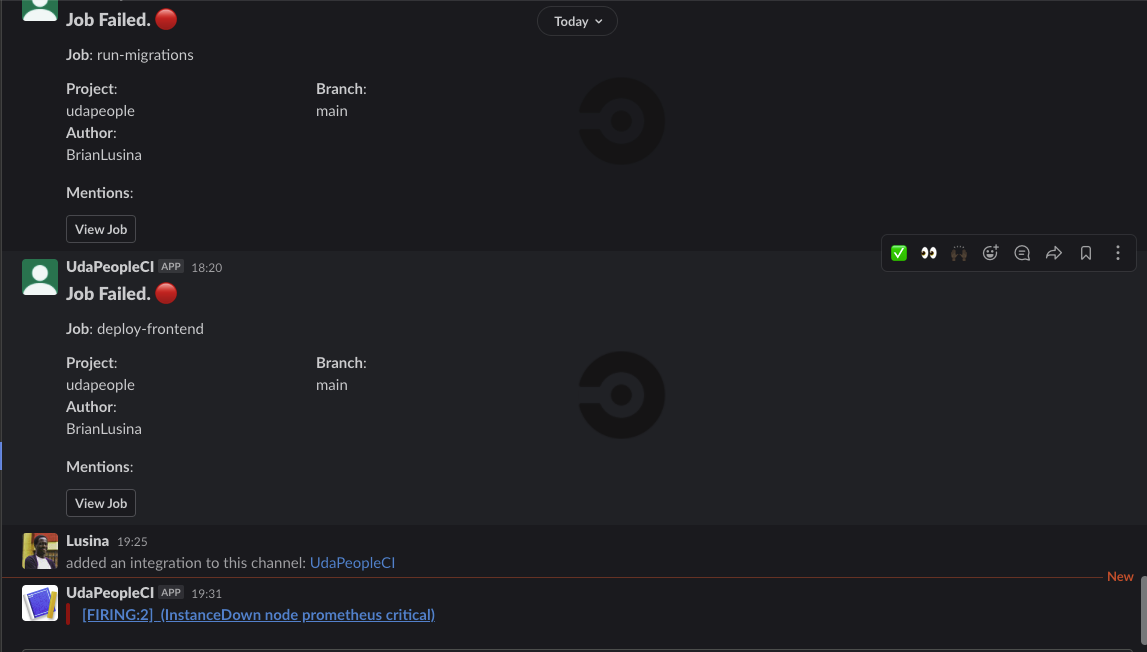 Job Failed.
Today
Job: run-migrations
Project: Branch:
udapeople main
Author:
BrianLusina
Mentions:
View Job
UdaPeopleCI APP 18:20
Job Failed.
Job: deploy-frontend
Project: Branch:
udapeople main
Author:
BrianLusina
Mentions:
View Job
Lusina 19:25
added an integration to this channel: UdaPeopleCI
New
UdaPeopleCI APP 19:31
[FIRING:2] (InstanceDown node prometheus critical)